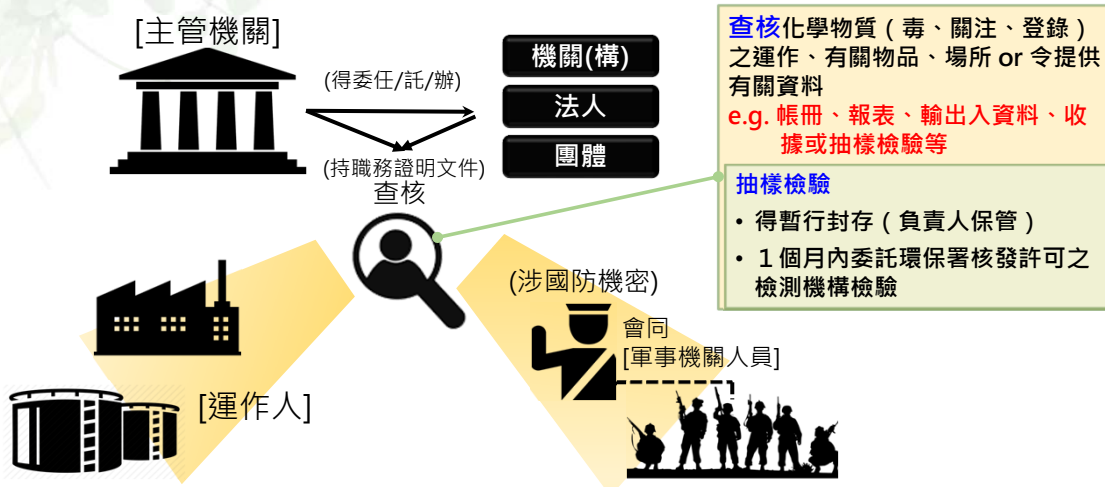 [主管機關]
(得委任/託/辦)
機關(構)
法人
團體
(持職務證明文件)
查核
查核化學物質（毒、關注、登錄）
之運作、有關物品、場所 or 令提供
有關資料
e.g. 帳冊、報表、輸出入資料、收
據或抽樣檢驗等
抽樣檢驗
• 得暫行封存（負責人保管）
• １個月內委託環保署核發許可之
檢測機構檢驗
(涉國防機密)
會同
[軍事機關人員]
[運作人]